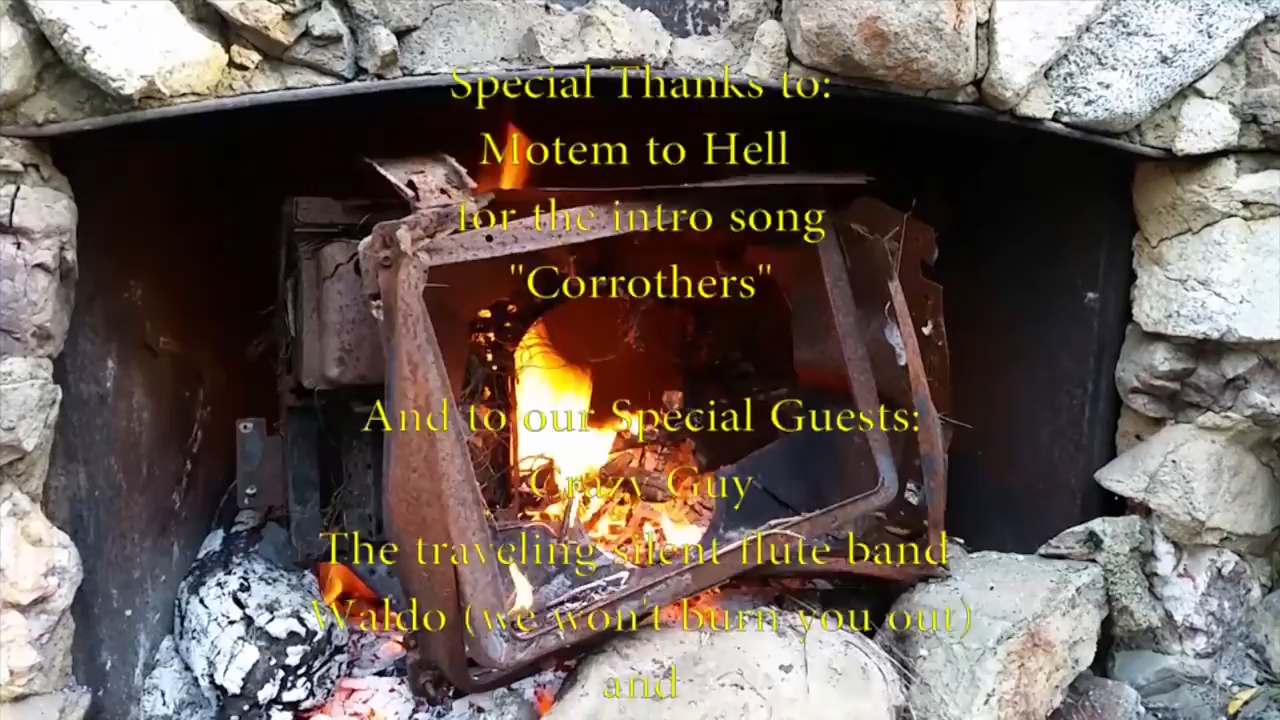 Special Thanks to:
Motem to Hell
for the intro song
"Corrothers"
And to our Special Guests:
Crazy Guy
The traveling silent flute band
Waldo (we won't burn you out)
and